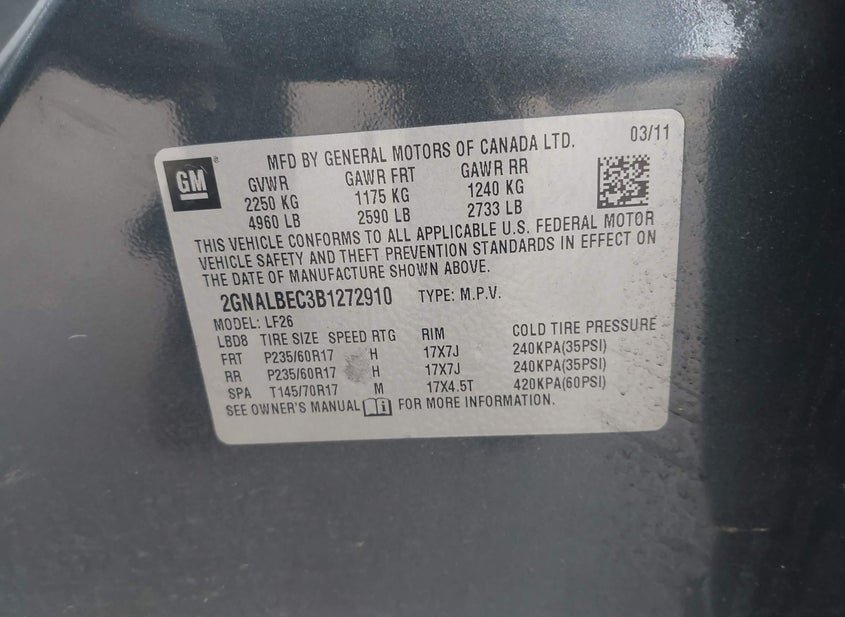 MFD BY GENERAL MOTORS OF CANADA LTD. 03/11
GM
GVWR GAWR FRT GAWR RR
2250 KG 1175 KG 1240 KG
4960 LB 2590 LB 2733 LB
THIS VEHICLE CONFORMS TO ALL APPLICABLE U.S. FEDERAL MOTOR
VEHICLE SAFETY AND THEFT PREVENTION STANDARDS IN EFFECT ON
THE DATE OF MANUFACTURE SHOWN ABOVE.
2GNALBEC3B1272910 TYPE: M.P.V.
MODEL: LF26
LBD8 TIRE SIZE SPEED RTG RIM COLD TIRE PRESSURE
FRT P235/60R17 H 17X7J 240KPA(35PSI)
RR P235/60R17 H 17X7J 240KPA(35PSI)
SPA T145/70R17 M 17X4.5T 420KPA(60PSI)
SEE OWNER'S MANUAL FOR MORE INFORMATION.